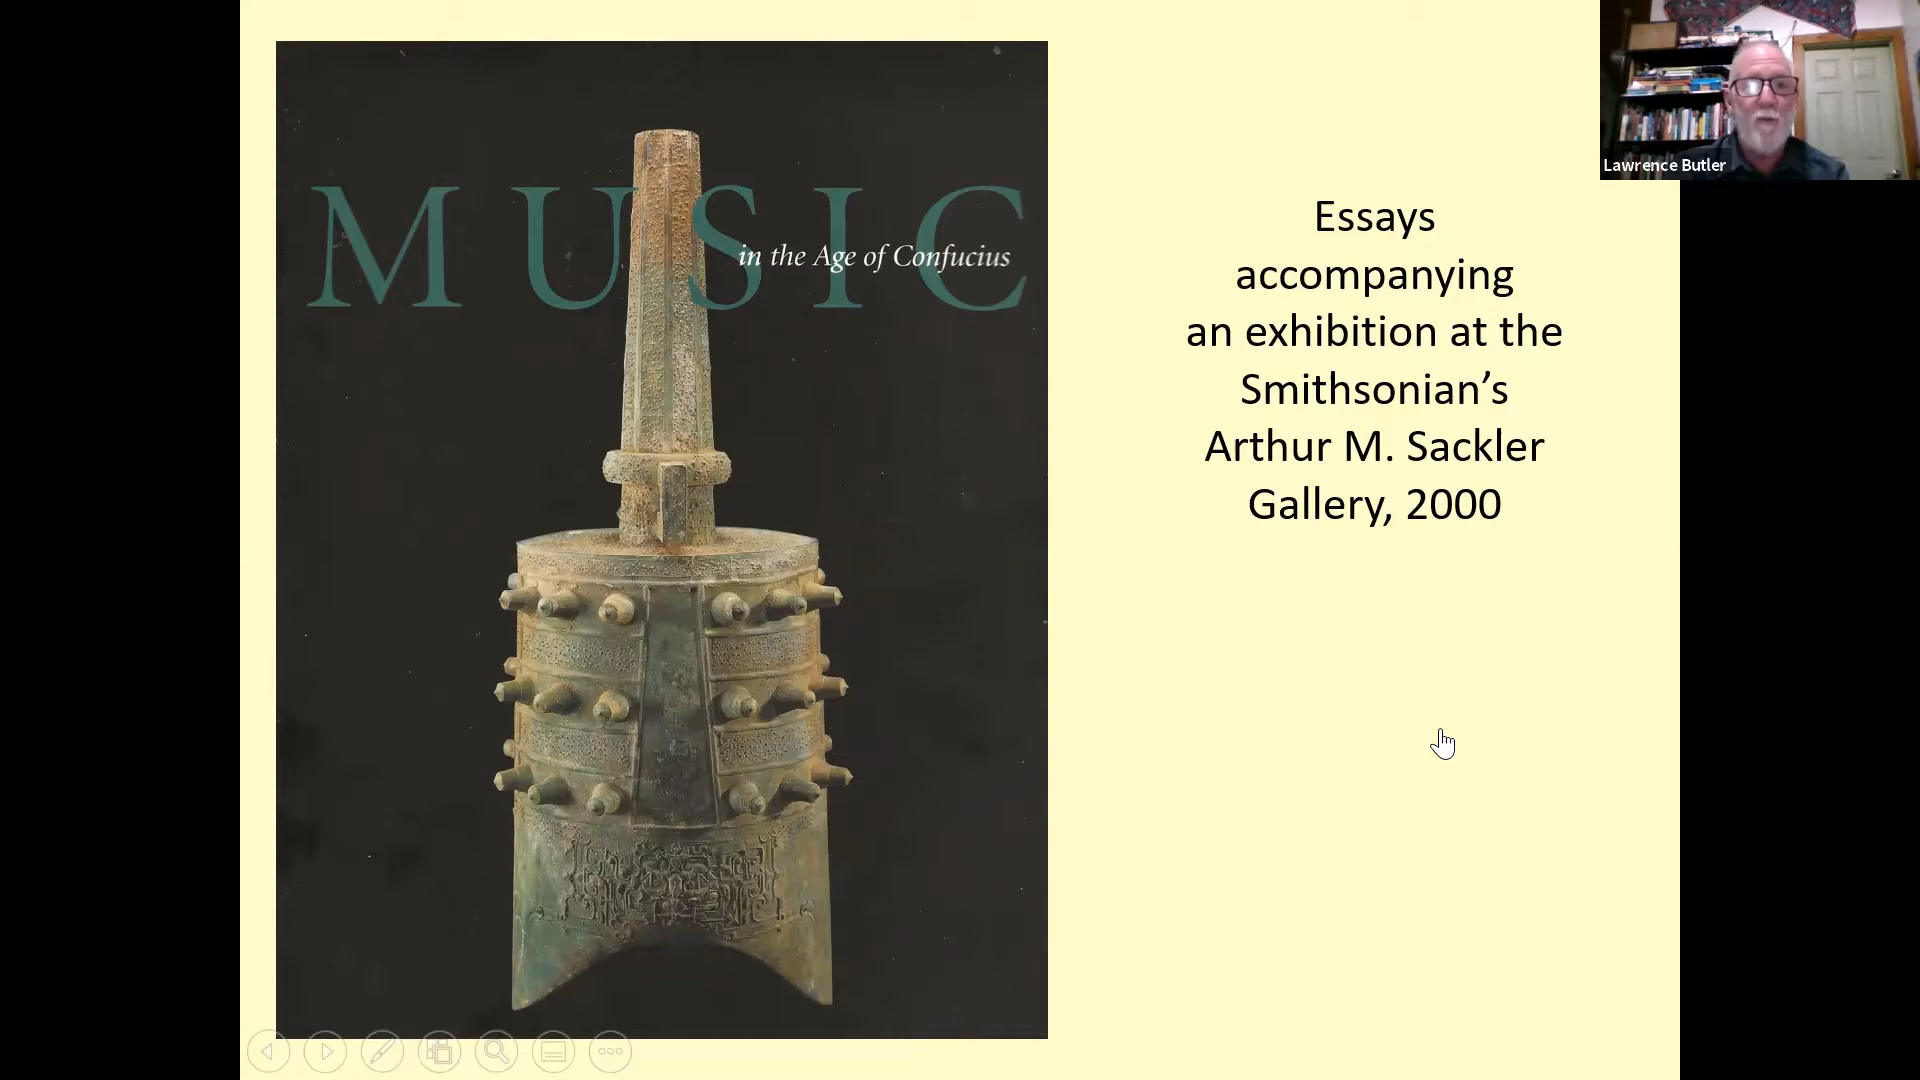 MUSIC
in the Age of Confucius
Essays
accompanying
an exhibition at the
Smithsonian’s
Arthur M. Sackler
Gallery, 2000
Lawrence Butler